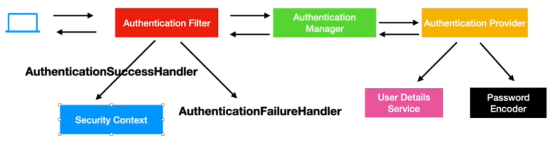 Authentication Filter
Authentication
Manager
Authentication Provider
AuthenticationSuccessHandler
AuthenticationFailureHandler
Security Context
User Details
Service
Password
Encoder